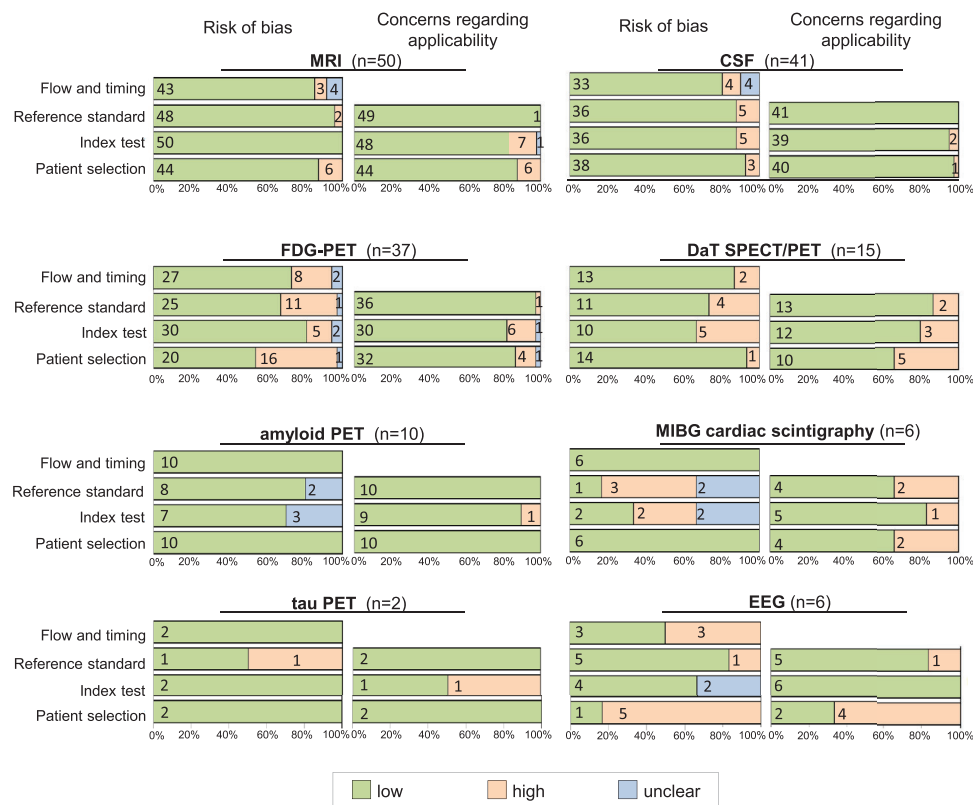 Risk of bias
Concerns regarding
applicability
Risk of bias
Concerns regarding
applicability
MRI (n=50)
Flow and timing 43 3 4
Reference standard 48 2 49 1
Index test 50 48 7 1
Patient selection 44 6 44 6
0% 20% 40% 60% 80% 100% 0% 20% 40% 60% 80% 100%
CSF (n=41)
33 4 4
36 5 41
36 5 39 2
38 3 40 1
0% 20% 40% 60% 80% 100% 0% 20% 40% 60% 80% 100%
FDG-PET (n=37)
Flow and timing 27 8 2
Reference standard 25 11 1 36 1
Index test 30 5 2 30 6 1
Patient selection 20 16 1 32 4 1
0% 20% 40% 60% 80% 100% 0% 20% 40% 60% 80% 100%
DaT SPECT/PET (n=15)
13 2
11 4 13 2
10 5 12 3
14 1 10 5
0% 20% 40% 60% 80% 100% 0% 20% 40% 60% 80% 100%
amyloid PET (n=10)
Flow and timing 10
Reference standard 8 2 10
Index test 7 3 9 1
Patient selection 10 10
0% 20% 40% 60% 80% 100% 0% 20% 40% 60% 80% 100%
MIBG cardiac scintigraphy (n=6)
6
1 3 2 4 2
2 2 2 5 1
6 4 2
0% 20% 40% 60% 80% 100% 0% 20% 40% 60% 80% 100%
tau PET (n=2)
Flow and timing 2
Reference standard 1 1 2
Index test 2 1 1
Patient selection 2 2
0% 20% 40% 60% 80% 100% 0% 20% 40% 60% 80% 100%
EEG (n=6)
3 3
5 1 5 1
4 2 6
1 5 2 4
0% 20% 40% 60% 80% 100% 0% 20% 40% 60% 80% 100%
low high unclear